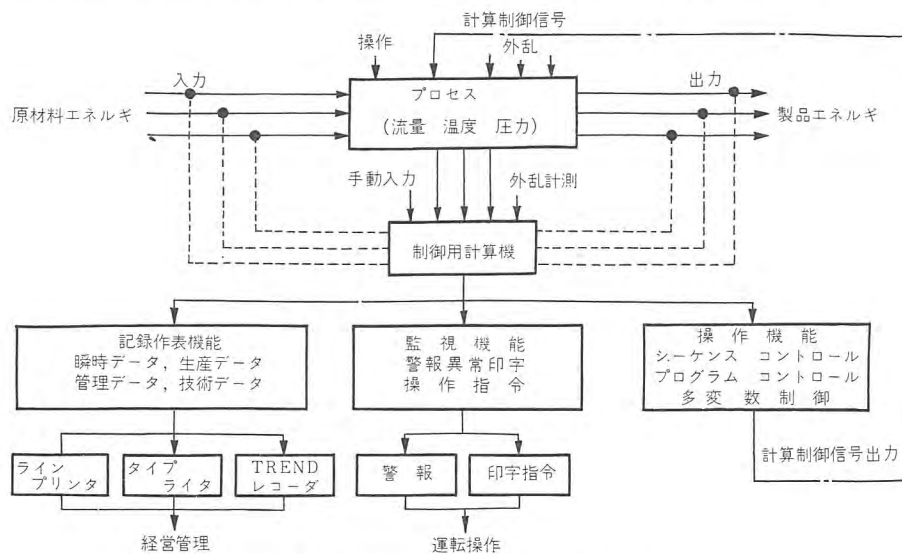 計算制御信号
操作
外乱
入力
プロセス
出力
原材料エネルギ
(流量 温度 圧力)
製品エネルギ
手動入力
外乱計測
制御用計算機
記録作表機能
瞬時データ, 生産データ
管理データ, 技術データ
監視機能
警報異常印字
操作指令
操作機能
シーケンス コントロール
プログラム コントロール
多変数制御
ライン
プリンタ
タイプ
ライタ
TREND
レコーダ
警報
印字指令
計算制御信号出力
経営管理
運転操作